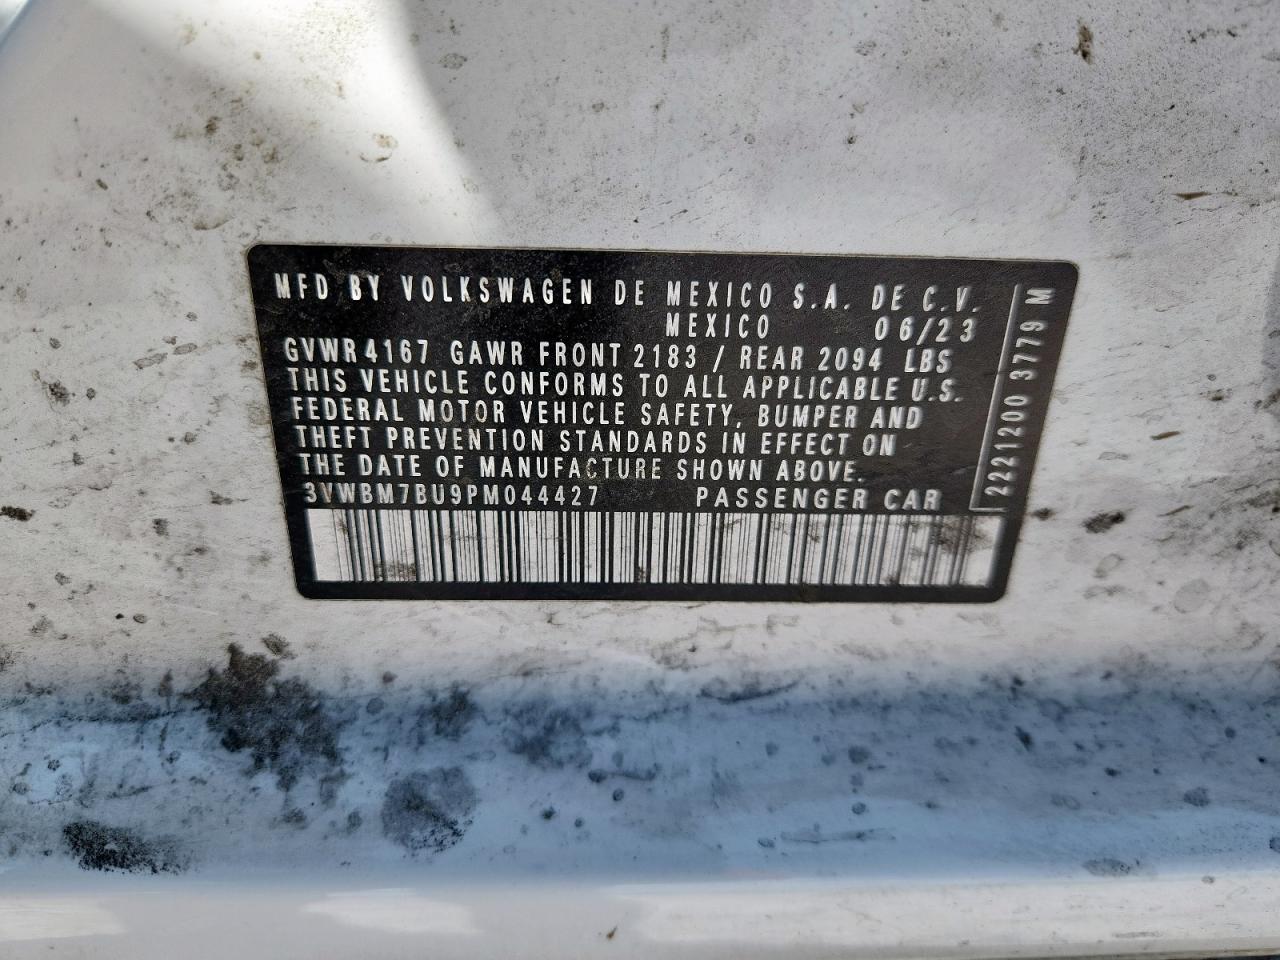 MFD BY VOLKSWAGEN DE MEXICO S.A. DE C.V.
MEXICO 06/23
GVWR 4167 GAWR FRONT 2183 / REAR 2094 LBS
THIS VEHICLE CONFORMS TO ALL APPLICABLE U.S.
FEDERAL MOTOR VEHICLE SAFETY, BUMPER AND
THEFT PREVENTION STANDARDS IN EFFECT ON
THE DATE OF MANUFACTURE SHOWN ABOVE.
3VWBM7BU9PM044427 PASSENGER CAR
2221200 3779 M